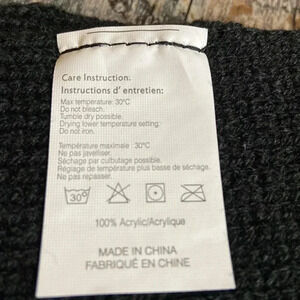 Care Instruction.
Instructions d' entretien:
Max temperature: 30°C
Do not bleach.
Tumble dry possible.
Drying lower temperature setting.
Do not iron.
Température maximale : 30°C
Ne pas javelliser.
Séchage par culbutage possible.
Réglage de température plus basse de séchage.
Ne pas repasser.
30°
100% Acrylic/Acrylique
MADE IN CHINA
FABRIQUÉ EN CHINE